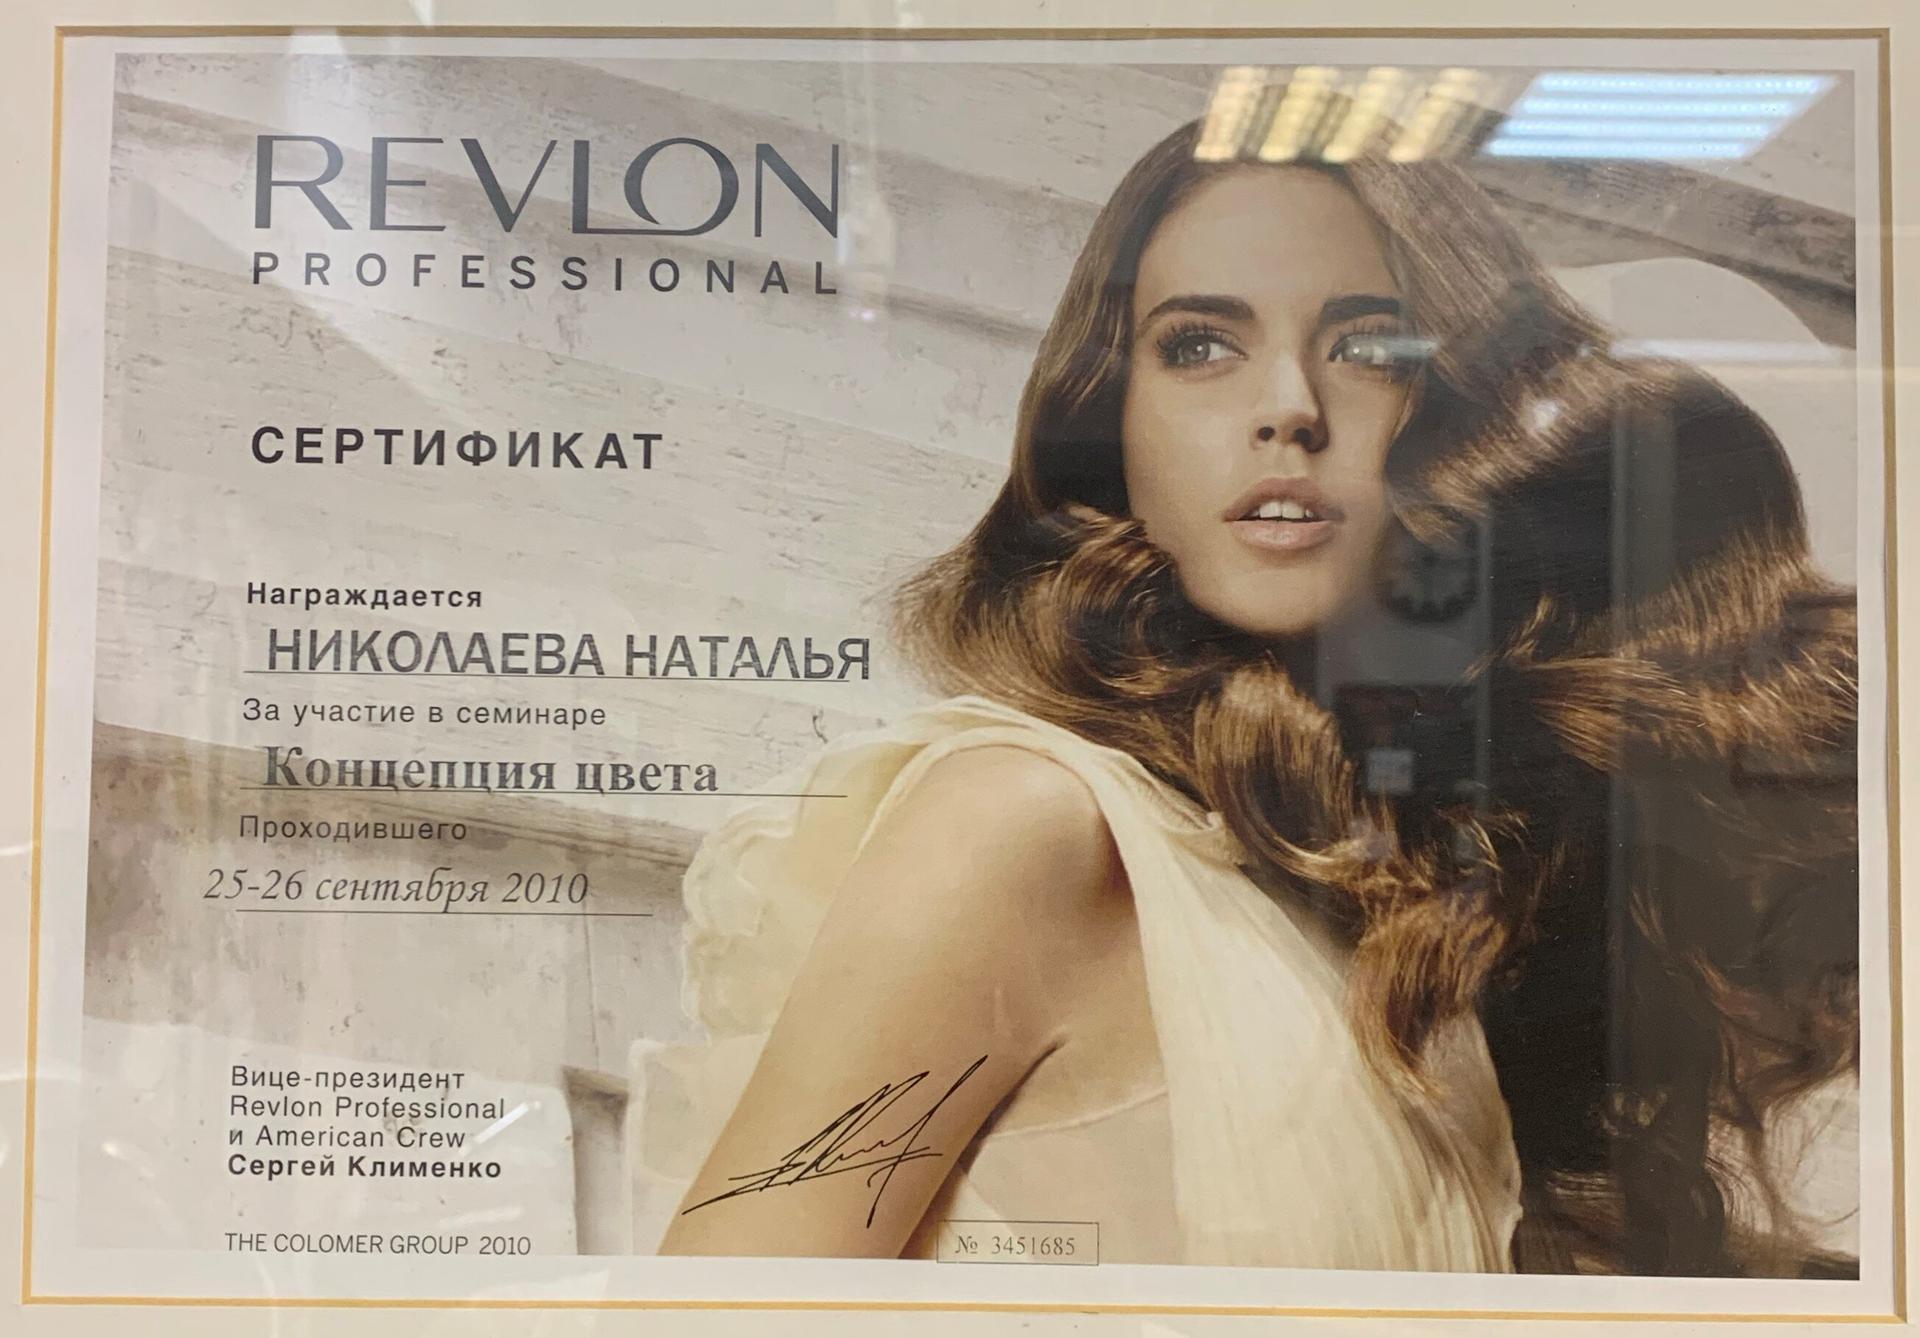 REVLON
PROFESSIONAL
СЕРТИФИКАТ
Награждается
НИКОЛАЕВА НАТАЛЬЯ
За участие в семинаре
Концепция цвета
Проходившего
25-26 сентября 2010
Вице-президент
Revlon Professional
и American Crew
Сергей Клименко
THE COLOMER GROUP 2010
№ 3451685